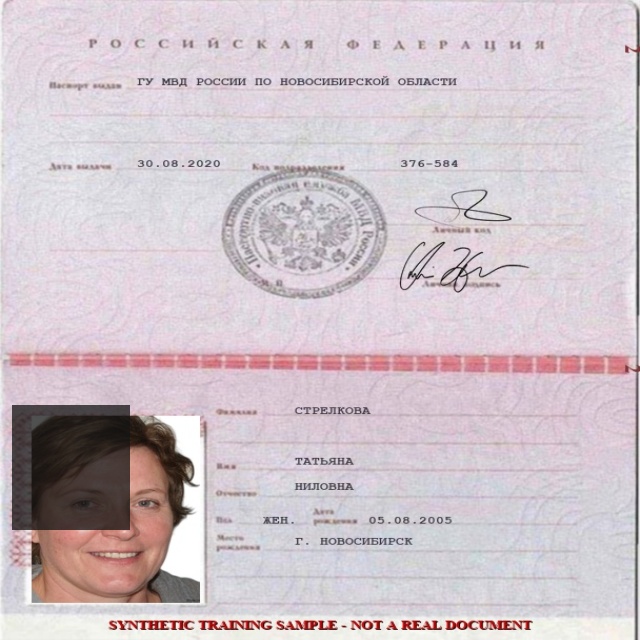 РОССИЙСКАЯ ФЕДЕРАЦИЯ
Паспорт выдан ГУ МВД РОССИИ ПО НОВОСИБИРСКОЙ ОБЛАСТИ
Дата выдачи 30.08.2020 Код подразделения 376-584
Личный код
Личная подпись
Фамилия СТРЕЛКОВА
Имя ТАТЬЯНА
Отчество НИЛОВНА
Пол ЖЕН. Дата рождения 05.08.2005
Место рождения Г. НОВОСИБИРСК
SYNTHETIC TRAINING SAMPLE - NOT A REAL DOCUMENT